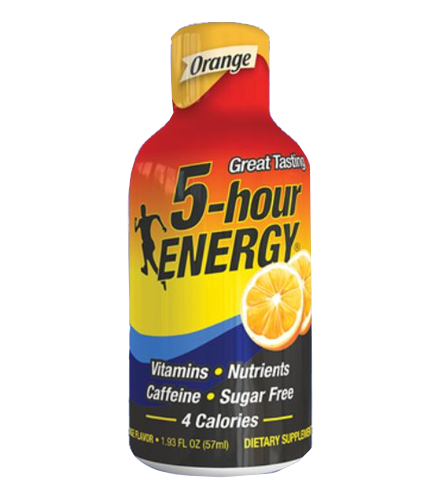 Orange
Great Tasting
5-hour
ENERGY®
Vitamins • Nutrients
Caffeine • Sugar Free
4 Calories
FLAVOR • 1.93 FL OZ (57ml) DIETARY